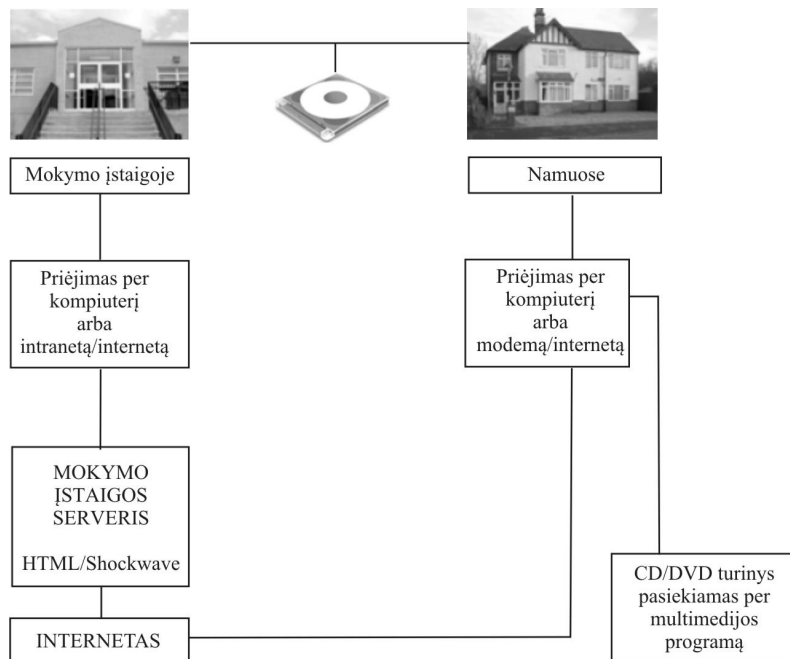 Mokymo įstaigoje
Namuose
Priėjimas per
kompiuterį
arba
intranetą/internetą
Priėjimas per
kompiuterį
arba
modemą/internetą
MOKYMO
ĮSTAIGOS
SERVERIS
HTML/Shockwave
CD/DVD turinys
pasiekiamas per
multimedijos
programą
INTERNETAS